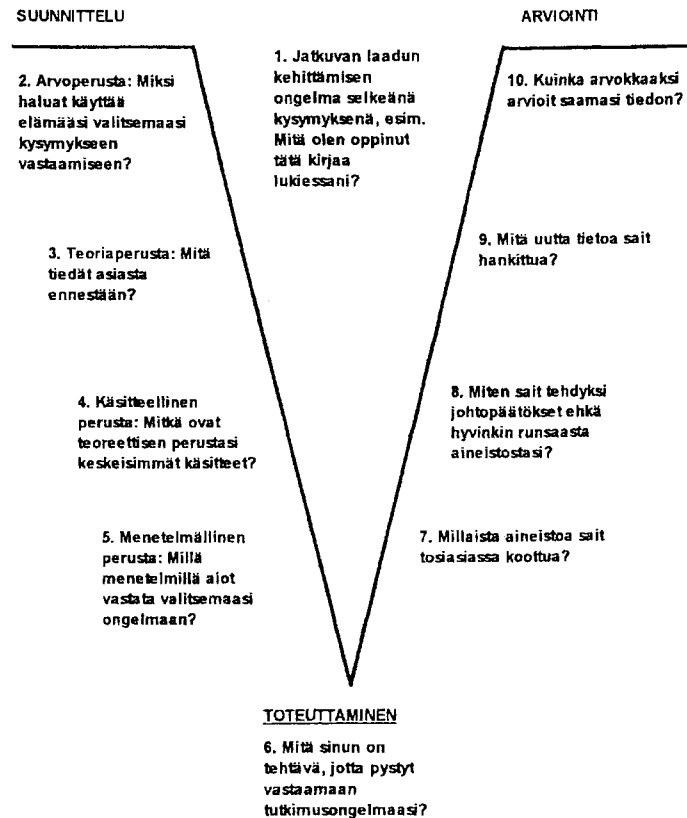 SUUNNITTELU
ARVIOINTI
1. Jatkuvan laadun
kehittämisen
ongelma selkeänä
kysymyksenä, esim.
Mitä olen oppinut
tätä kirjaa
lukiessani?
2. Arvoperusta: Miksi
haluat käyttää
elämääsi valitsemaasi
kysymykseen
vastaamiseen?
3. Teoriaperusta: Mitä
tiedät asiasta
ennestään?
4. Käsitteellinen
perusta: Mitkä ovat
teoreettisen perustasi
keskeisimmät käsitteet?
5. Menetelmällinen
perusta: Millä
menetelmillä aiot
vastata valitsemaasi
ongelmaan?
TOTEUTTAMINEN
6. Mitä sinun on
tehtävä, jotta pystyt
vastaamaan
tutkimusongelmaasi?
7. Millaista aineistoa sait
tosiasiassa koottua?
8. Miten sait tehdyksi
johtopäätökset ehkä
hyvinkin runsaasta
aineistostasi?
9. Mitä uutta tietoa sait
hankittua?
10. Kuinka arvokkaaksi
arvioit saamasi tiedon?